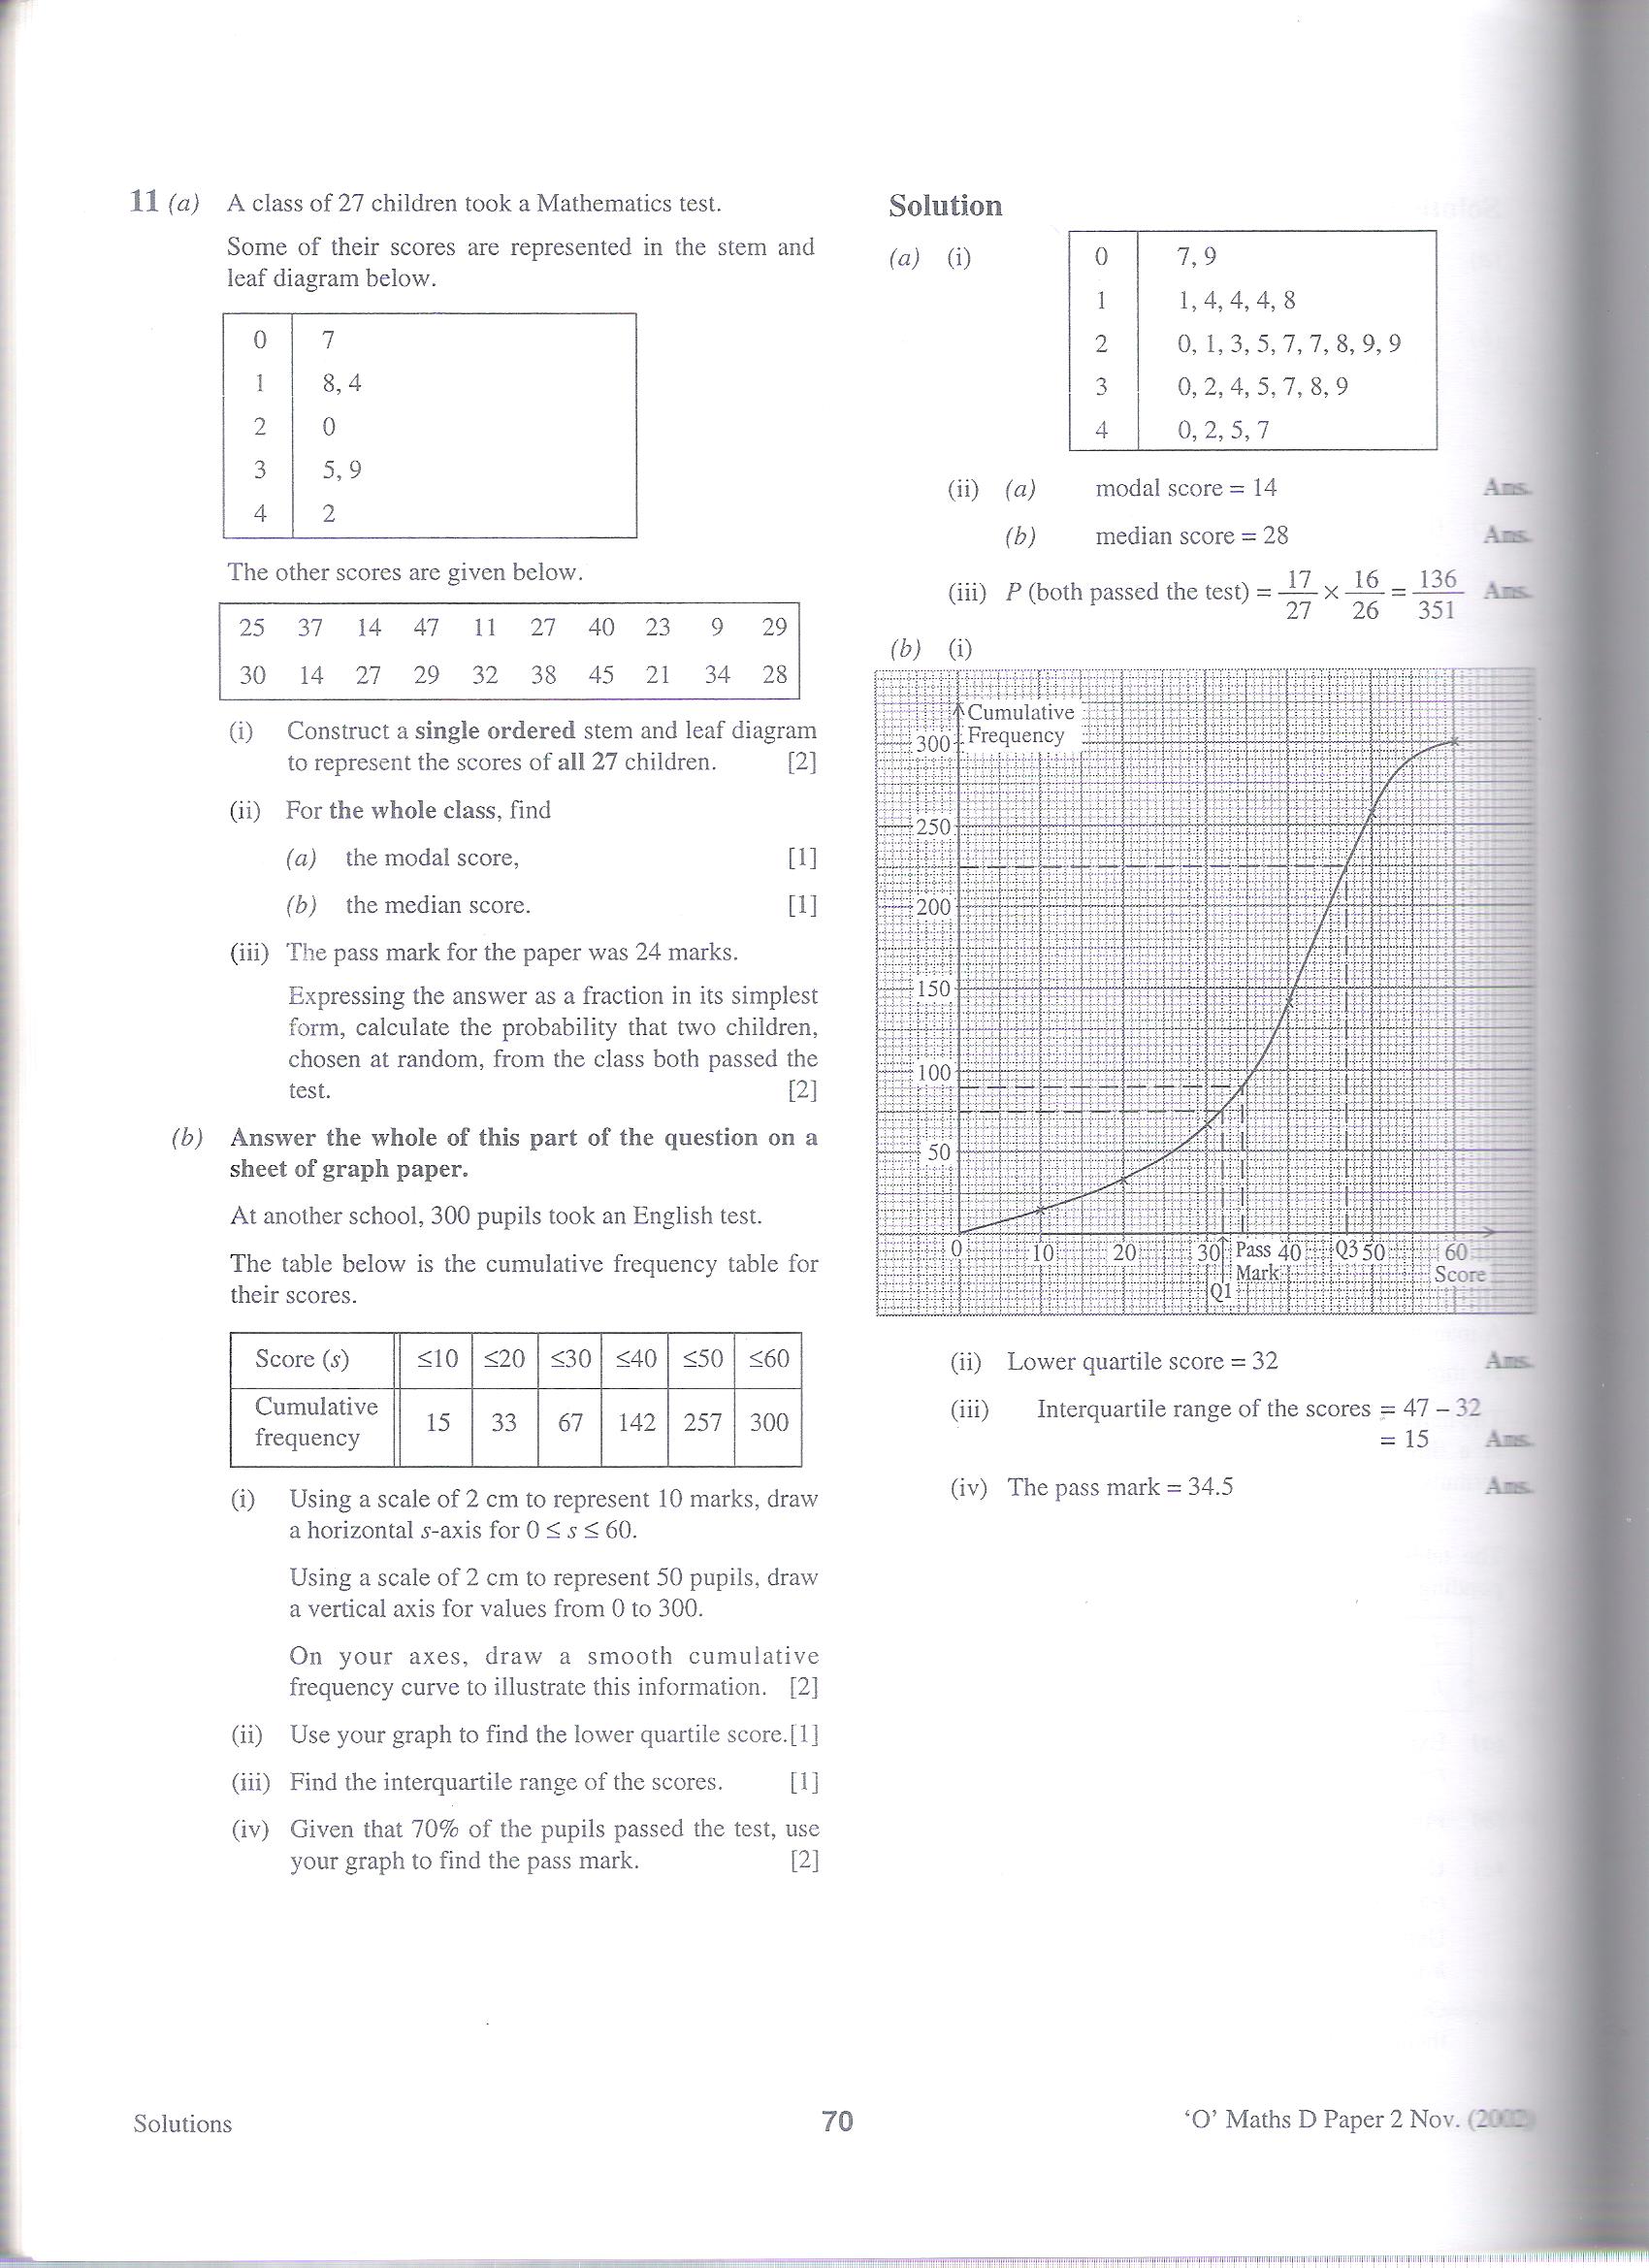 11 (a) A class of 27 children took a Mathematics test.
Some of their scores are represented in the stem and
leaf diagram below.
0 7
1 8, 4
2 0
3 5, 9
4 2
The other scores are given below.
25 37 14 47 11 27 40 23 9 29
30 14 27 29 32 38 45 21 34 28
(i) Construct a single ordered stem and leaf diagram
to represent the scores of all 27 children. [2]
(ii) For the whole class, find
(a) the modal score, [1]
(b) the median score. [1]
(iii) The pass mark for the paper was 24 marks.
Expressing the answer as a fraction in its simplest
form, calculate the probability that two children,
chosen at random, from the class both passed the
test. [2]
(b) Answer the whole of this part of the question on a
sheet of graph paper.
At another school, 300 pupils took an English test.
The table below is the cumulative frequency table for
their scores.
Score (s) ≤10 ≤20 ≤30 ≤40 ≤50 ≤60
Cumulative
frequency 15 33 67 142 257 300
(i) Using a scale of 2 cm to represent 10 marks, draw
a horizontal s-axis for 0 ≤ s ≤ 60.
Using a scale of 2 cm to represent 50 pupils, draw
a vertical axis for values from 0 to 300.
On your axes, draw a smooth cumulative
frequency curve to illustrate this information. [2]
(ii) Use your graph to find the lower quartile score. [1]
(iii) Find the interquartile range of the scores. [1]
(iv) Given that 70% of the pupils passed the test, use
your graph to find the pass mark. [2]
Solution
(a) (i)
0 7, 9
1 1, 4, 4, 4, 8
2 0, 1, 3, 5, 7, 7, 8, 9, 9
3 0, 2, 4, 5, 7, 8, 9
4 0, 2, 5, 7
(ii) (a) modal score = 14 Ans.
(b) median score = 28 Ans.
(iii) P (both passed the test) = 17/27 × 16/26 = 136/351 Ans.
(b) (i)
Cumulative
Frequency
300
250
200
150
100
50
0 10 20 30 Pass 40 Q3 50 60
Mark Score
Q1
(ii) Lower quartile score = 32 Ans.
(iii) Interquartile range of the scores = 47 – 32
= 15 Ans.
(iv) The pass mark = 34.5 Ans.
Solutions
70
'O' Maths D Paper 2 Nov. (2002)